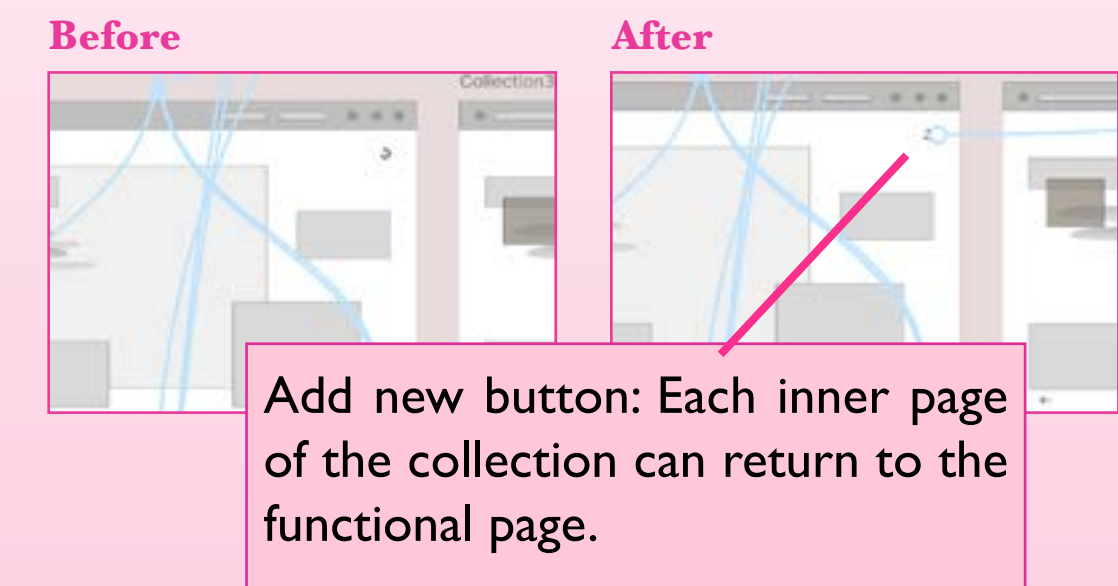 Before
After
Collection3
Add new button: Each inner page
of the collection can return to the
functional page.